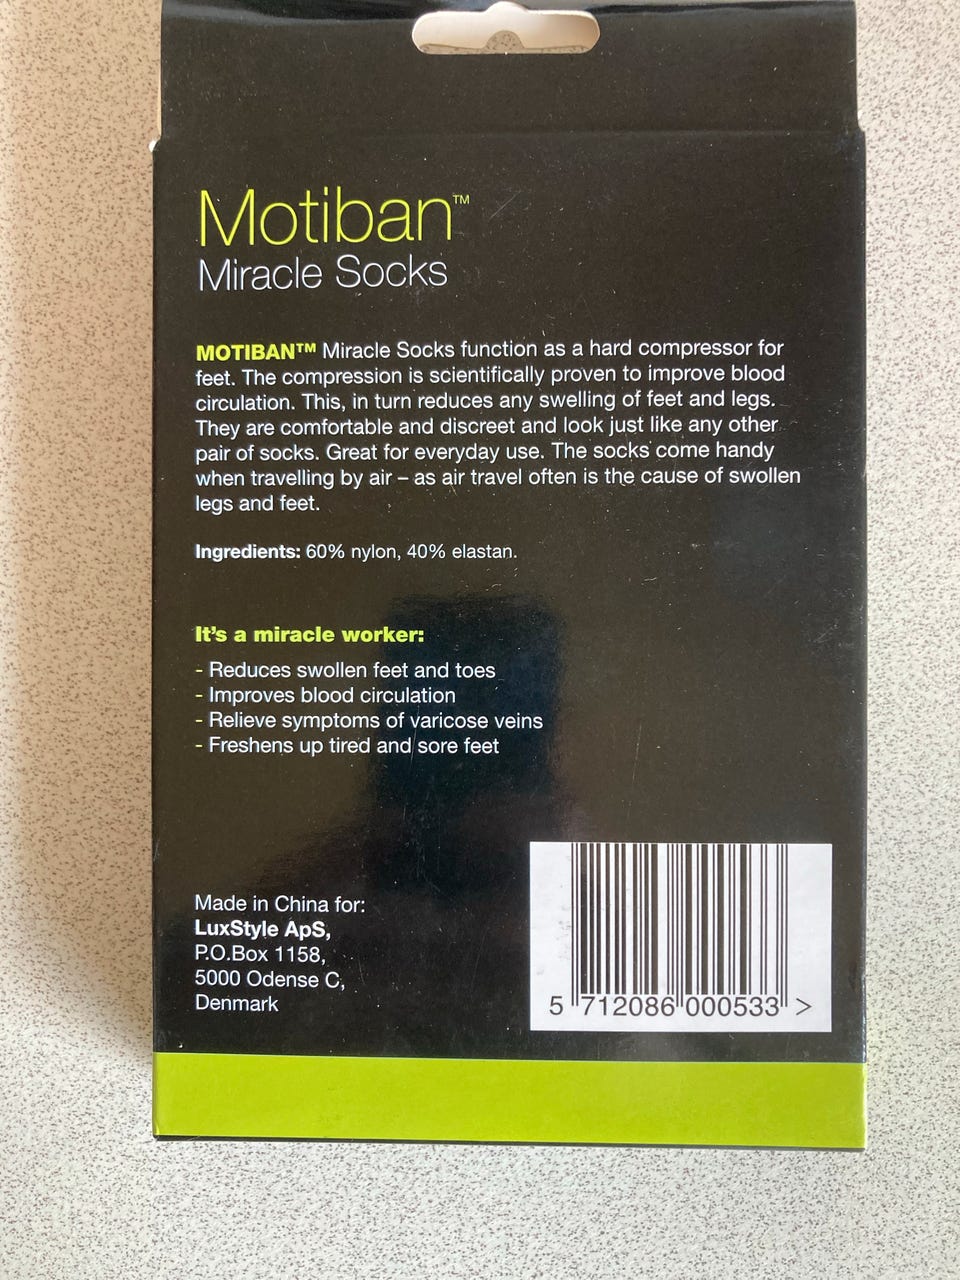 Motiban™
Miracle Socks
MOTIBAN™ Miracle Socks function as a hard compressor for
feet. The compression is scientifically proven to improve blood
circulation. This, in turn reduces any swelling of feet and legs.
They are comfortable and discreet and look just like any other
pair of socks. Great for everyday use. The socks come handy
when travelling by air – as air travel often is the cause of swollen
legs and feet.
Ingredients: 60% nylon, 40% elastan.
It's a miracle worker:
- Reduces swollen feet and toes
- Improves blood circulation
- Relieve symptoms of varicose veins
- Freshens up tired and sore feet
Made in China for:
LuxStyle ApS,
P.O.Box 1158,
5000 Odense C,
Denmark
5 712086 000533 >